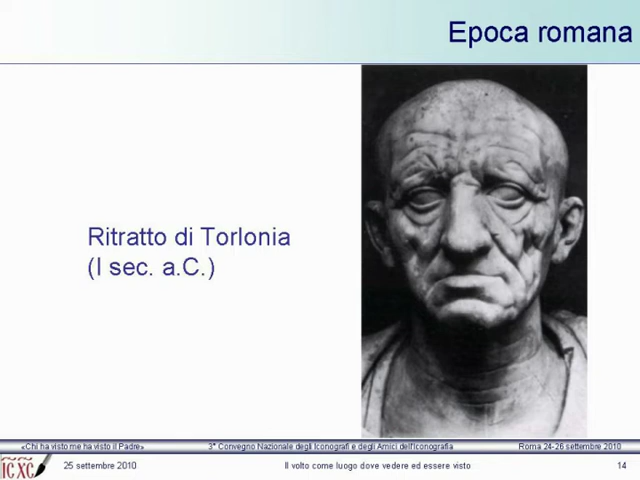 Epoca romana
Ritratto di Torlonia
(I sec. a.C.)
«Chi ha visto me ha visto il Padre»
3° Convegno Nazionale degli Iconografi e degli Amici dell'Iconografia
Roma 24-26 settembre 2010
IC XC
25 settembre 2010
Il volto come luogo dove vedere ed essere visto
14